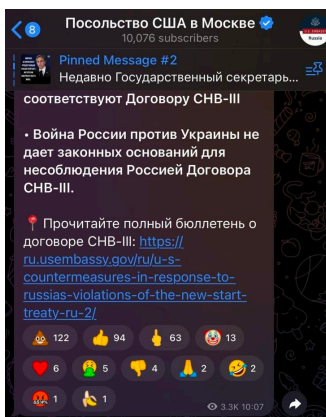 8
Посольство США в Москве
10,076 subscribers
Pinned Message #2
Недавно Государственный секретарь...
соответствуют Договору СНВ-III
• Война России против Украины не
дает законных оснований для
несоблюдения Россией Договора
СНВ-III.
Прочитайте полный бюллетень о
договоре СНВ-III: https://
ru.usembassy.gov/ru/u-s-
countermeasures-in-response-to-
russias-violations-of-the-new-start-
treaty-ru-2/
122 94 63 13
6 5 4 2 2
1 1 3.3K 10:07